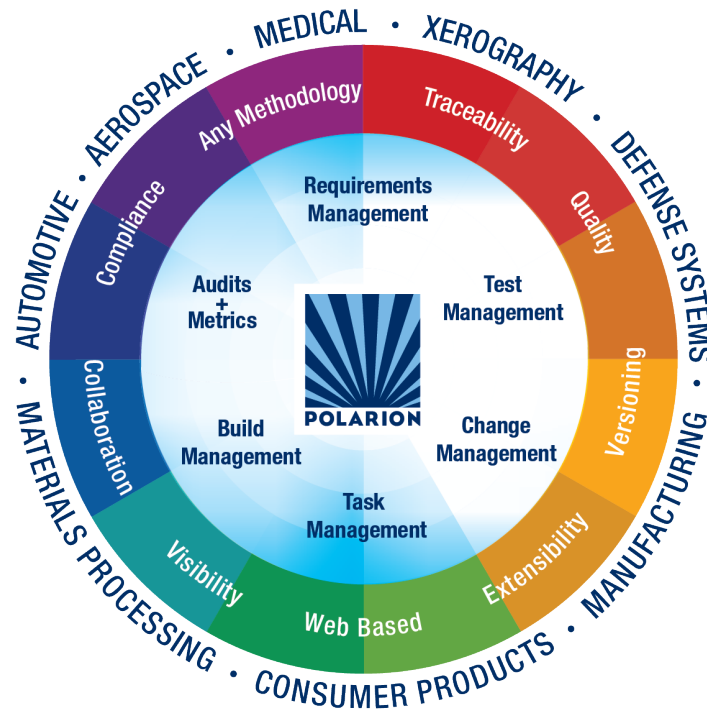 MEDICAL • XEROGRAPHY • DEFENSE SYSTEMS • MANUFACTURING • CONSUMER PRODUCTS • MATERIALS PROCESSING • AUTOMOTIVE • AEROSPACE •
Any Methodology
Traceability
Quality
Versioning
Extensibility
Web Based
Visibility
Collaboration
Compliance
Requirements
Management
Test
Management
Change
Management
Task
Management
Build
Management
Audits
+
Metrics
POLARION